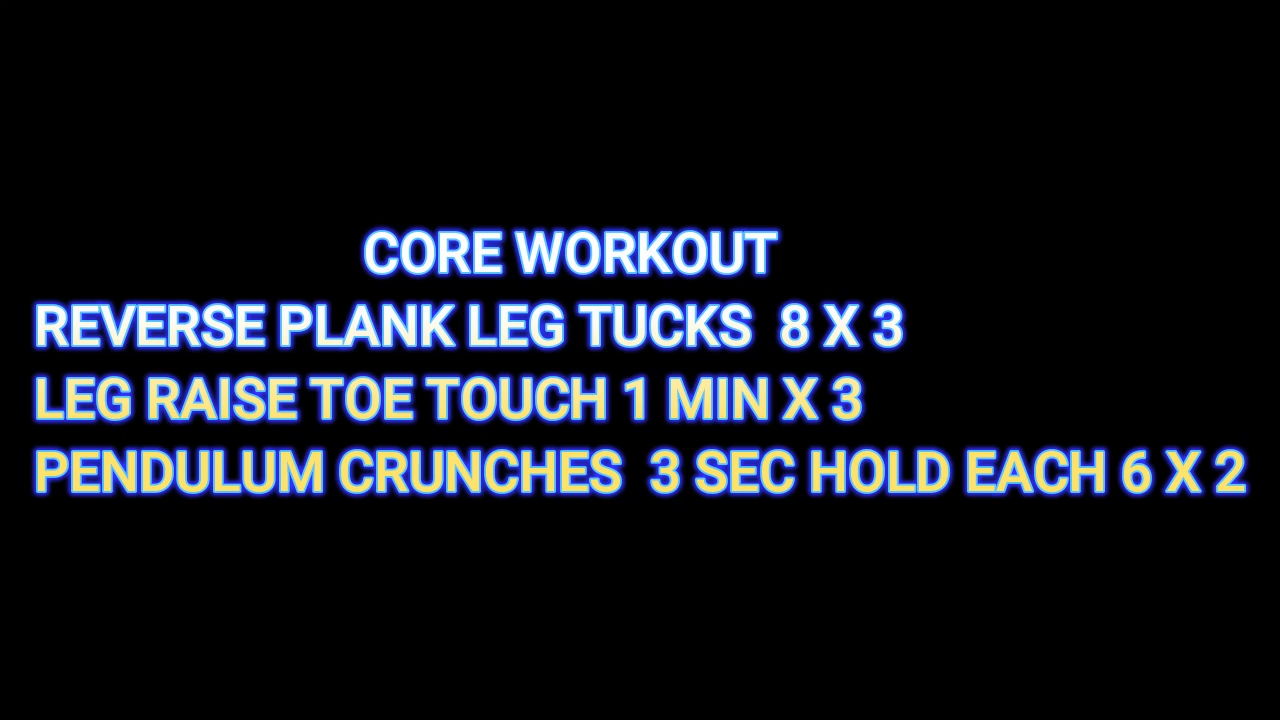 CORE WORKOUT
REVERSE PLANK LEG TUCKS  8 X 3
LEG RAISE TOE TOUCH 1 MIN X 3
PENDULUM CRUNCHES  3 SEC HOLD EACH 6 X 2